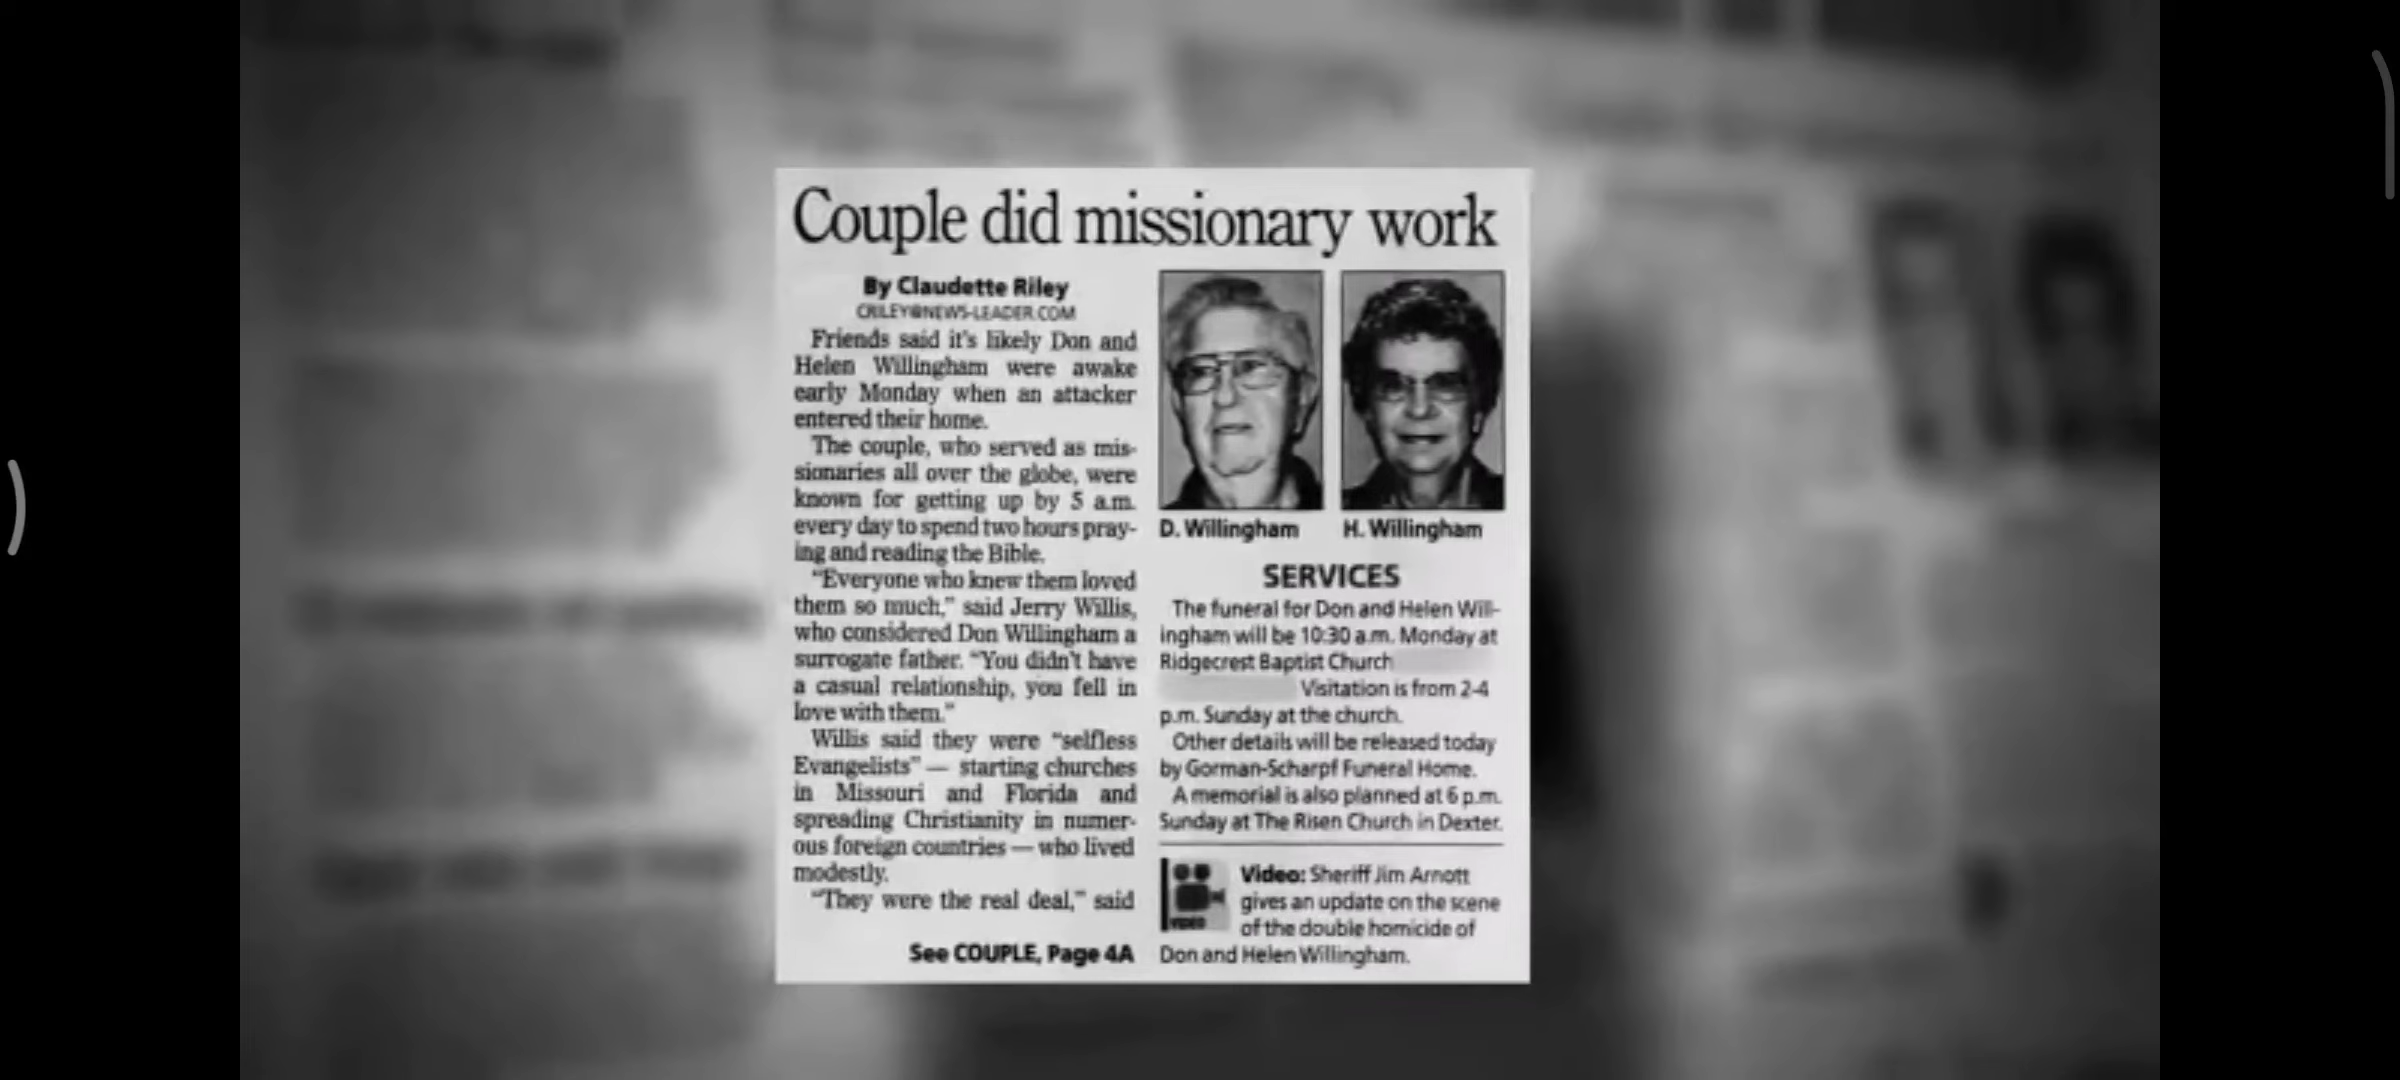 Couple did missionary work
By Claudette Riley
CRILEY@NEWS-LEADER.COM
Friends said it's likely Don and
Helen Willingham were awake
early Monday when an attacker
entered their home.
The couple, who served as mis-
sionaries all over the globe, were
known for getting up by 5 a.m.
every day to spend two hours pray-
ing and reading the Bible.
"Everyone who knew them loved
them so much," said Jerry Willis,
who considered Don Willingham a
surrogate father. "You didn't have
a casual relationship, you fell in
love with them."
Willis said they were "selfless
Evangelists" — starting churches
in Missouri and Florida and
spreading Christianity in numer-
ous foreign countries — who lived
modestly.
"They were the real deal," said
See COUPLE, Page 4A
D. Willingham
H. Willingham
SERVICES
The funeral for Don and Helen Will-
ingham will be 10:30 a.m. Monday at
Ridgecrest Baptist Church
Visitation is from 2-4
p.m. Sunday at the church.
Other details will be released today
by Gorman-Scharpf Funeral Home.
A memorial is also planned at 6 p.m.
Sunday at The Risen Church in Dexter.
VIDEO
Video: Sheriff Jim Arnott
gives an update on the scene
of the double homicide of
Don and Helen Willingham.